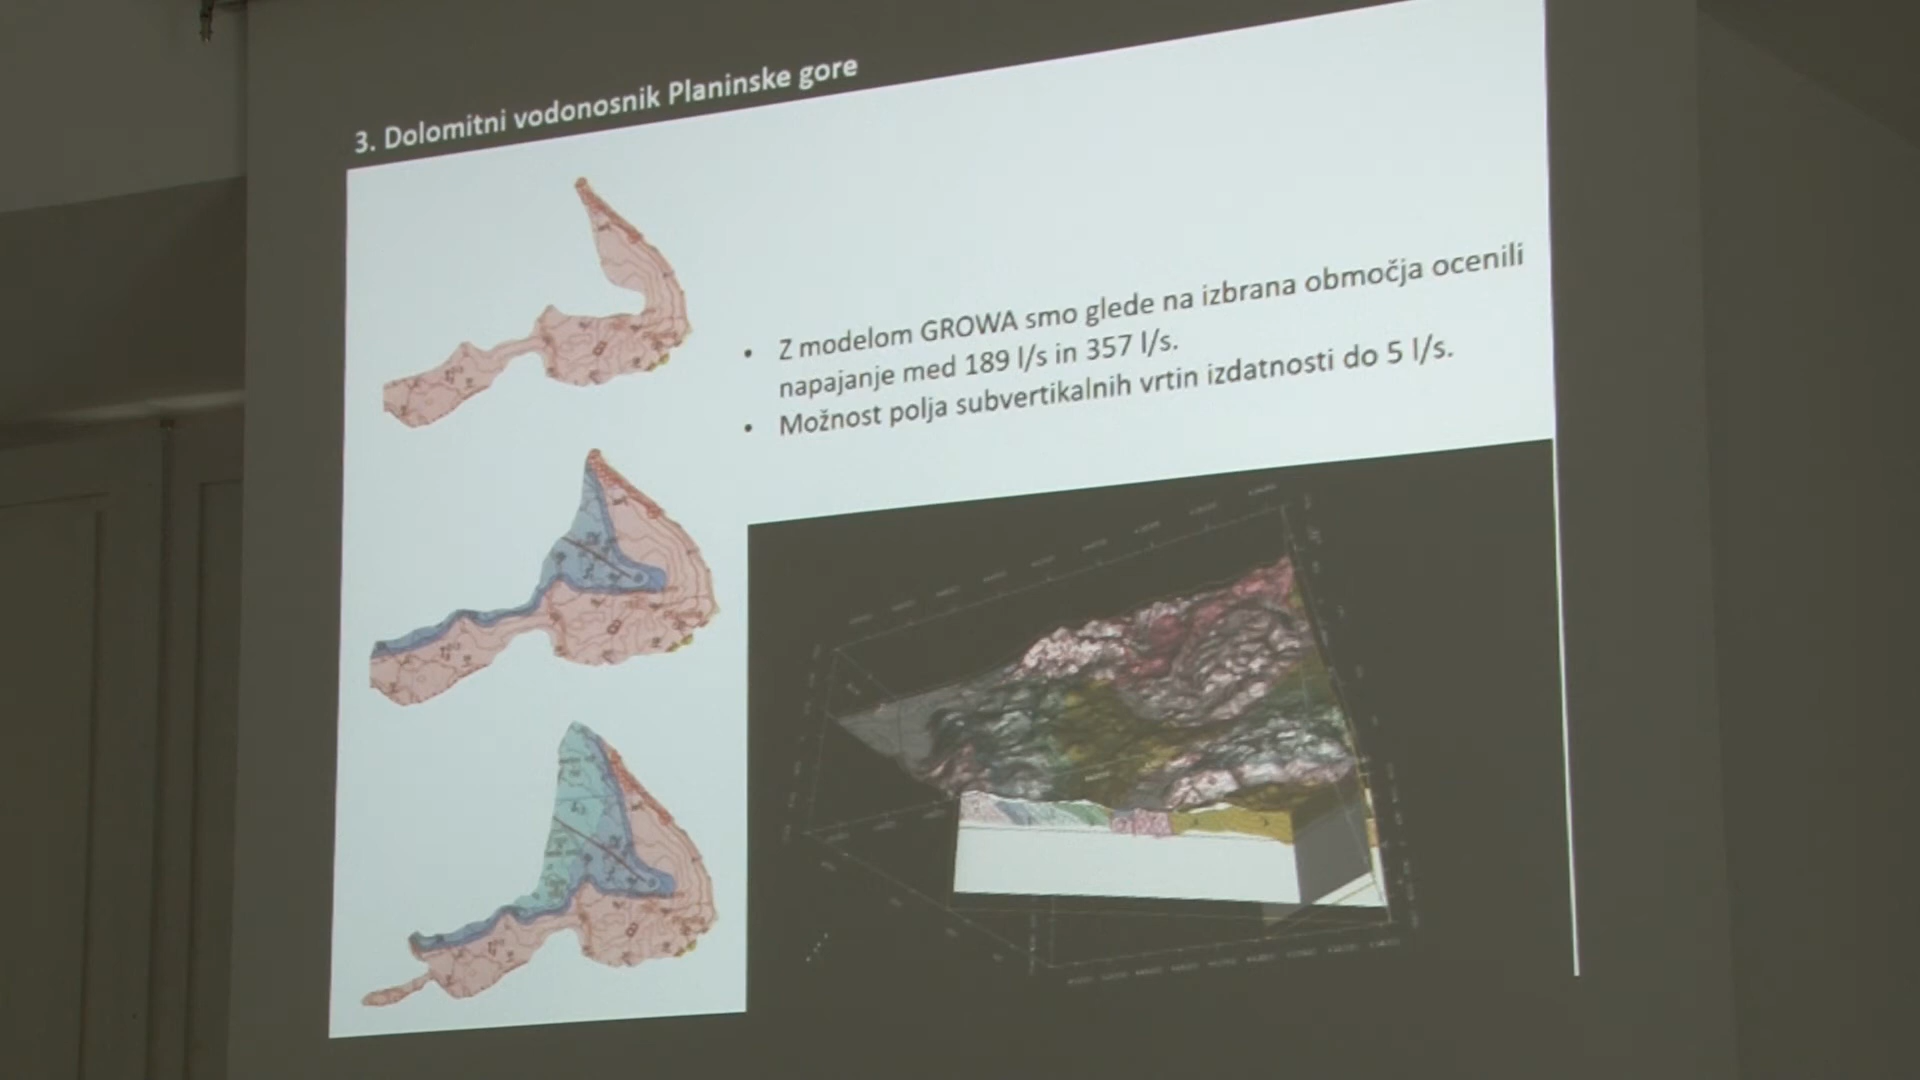 3. Dolomitni vodonosnik Planinske gore
• Z modelom GROWA smo glede na izbrana območja ocenili
napajanje med 189 l/s in 357 l/s.
• Možnost polja subvertikalnih vrtin izdatnosti do 5 l/s.